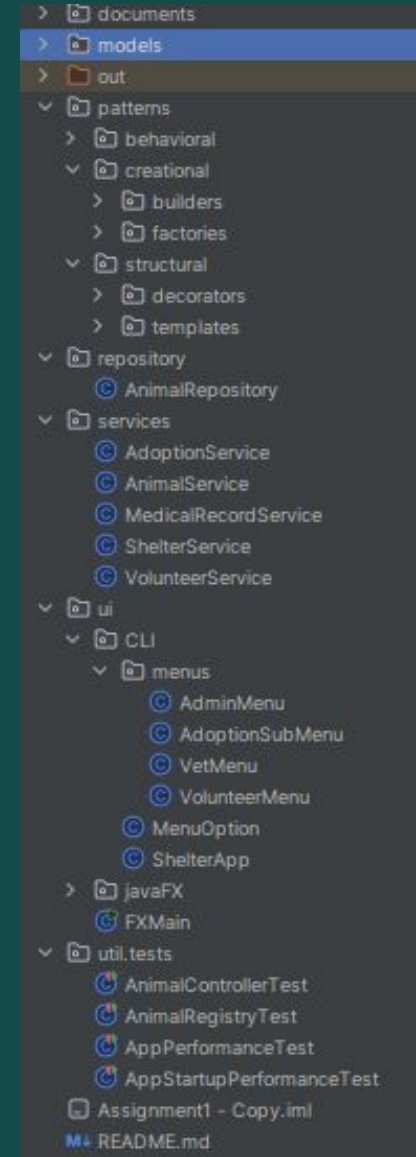 documents
models
out
patterns
behavioral
creational
builders
factories
structural
decorators
templates
repository
AnimalRepository
services
AdoptionService
AnimalService
MedicalRecordService
ShelterService
VolunteerService
ui
CLI
menus
AdminMenu
AdoptionSubMenu
VetMenu
VolunteerMenu
MenuOption
ShelterApp
javaFX
FXMain
util.tests
AnimalControllerTest
AnimalRegistryTest
AppPerformanceTest
AppStartupPerformanceTest
Assignment1 - Copy.iml
README.md